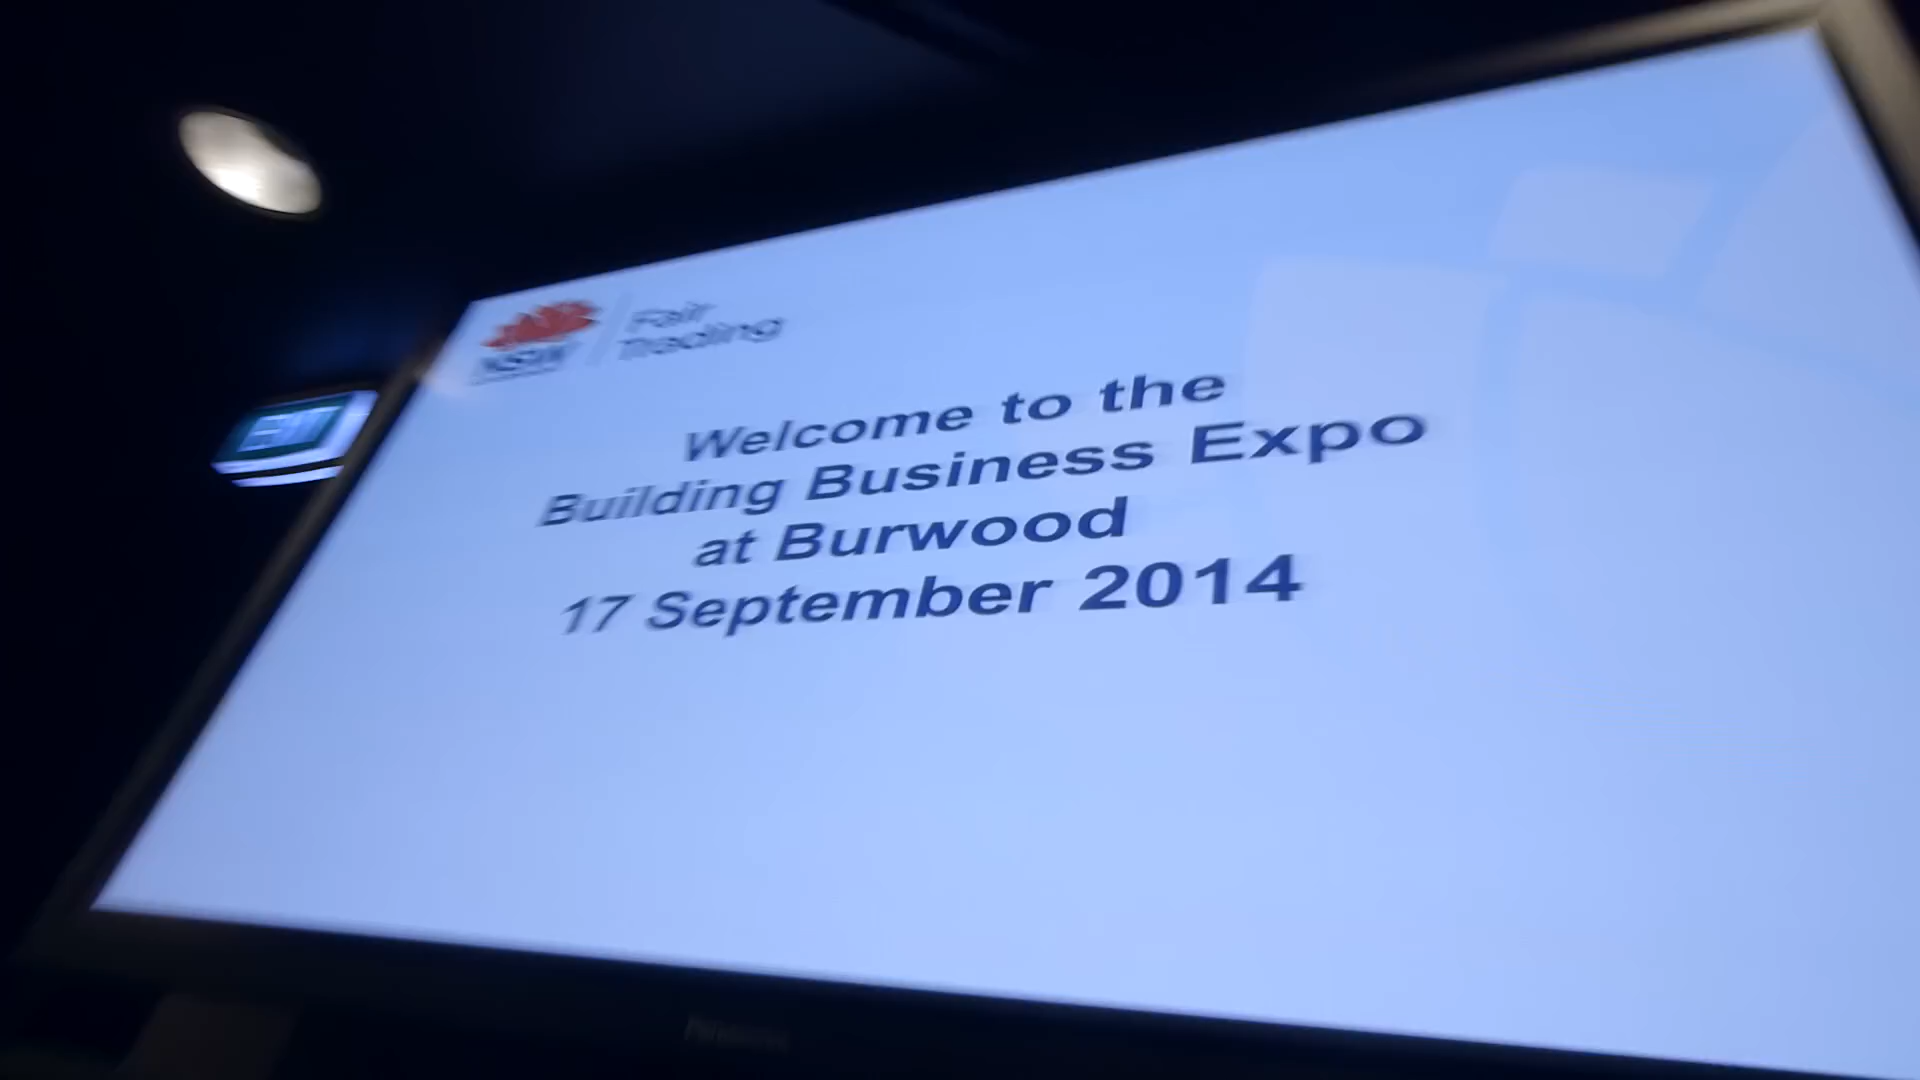 NSW
Fair
Trading
Welcome to the
Building Business Expo
at Burwood
17 September 2014